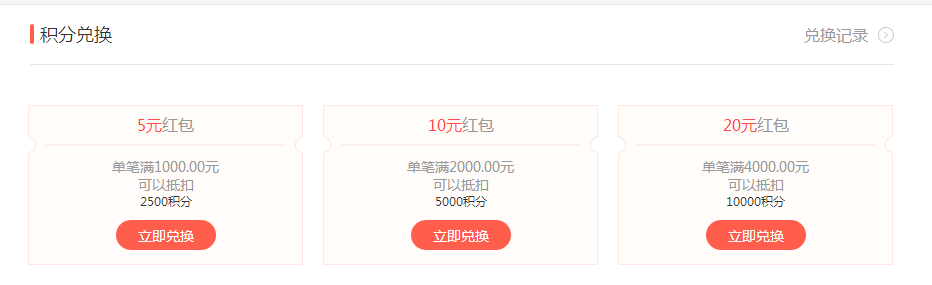 积分兑换
兑换记录
5元红包
单笔满1000.00元
可以抵扣
2500积分
立即兑换
10元红包
单笔满2000.00元
可以抵扣
5000积分
立即兑换
20元红包
单笔满4000.00元
可以抵扣
10000积分
立即兑换